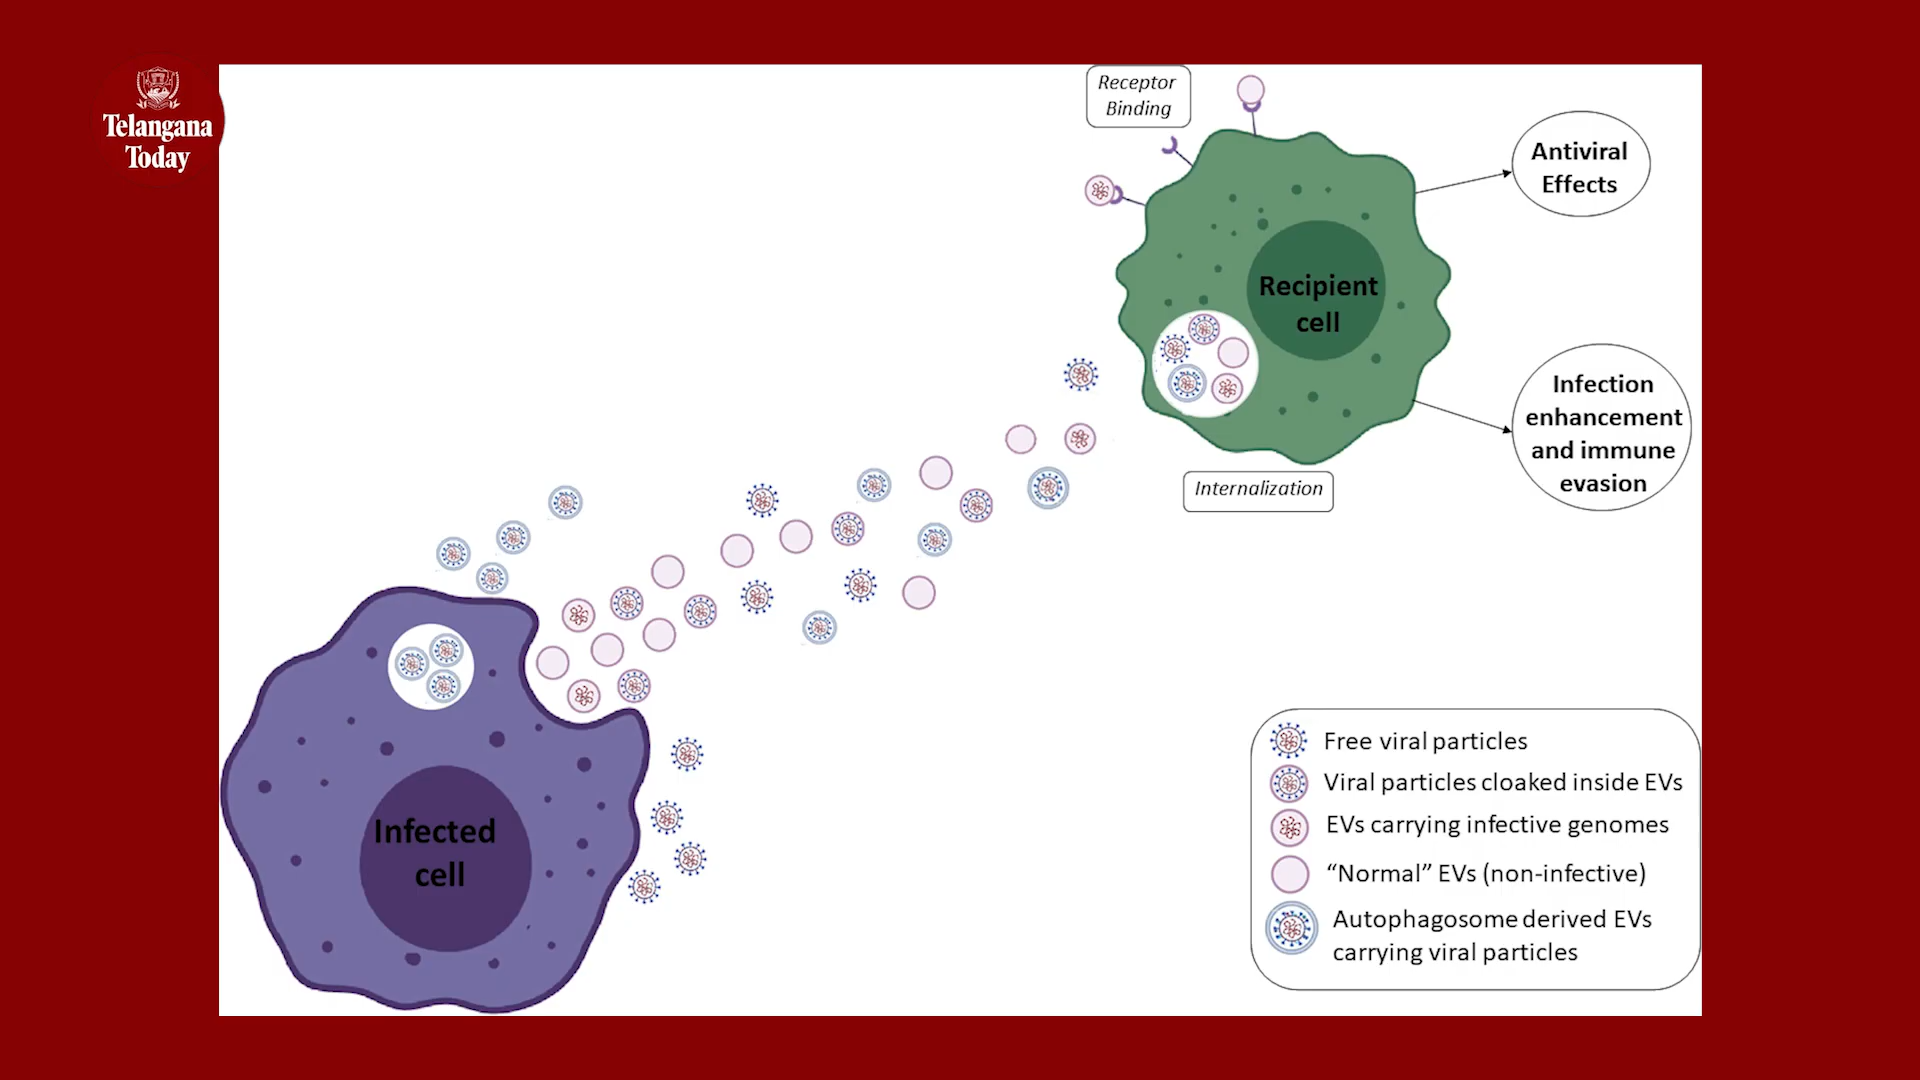 Telangana
Today
Receptor
Binding
Antiviral
Effects
Recipient
cell
Infection
enhancement
and immune
evasion
Internalization
Infected
cell
Free viral particles
Viral particles cloaked inside EVs
EVs carrying infective genomes
“Normal” EVs (non-infective)
Autophagosome derived EVs
carrying viral particles